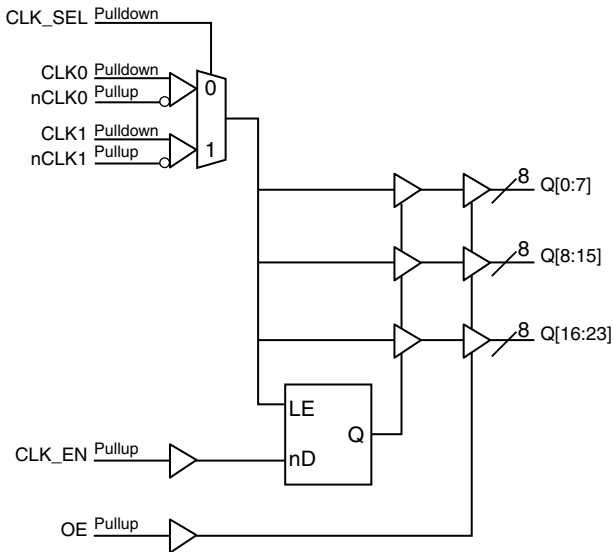 CLK_SEL Pulldown
CLK0 Pulldown
nCLK0 Pullup
0
CLK1 Pulldown
nCLK1 Pullup
1
8 Q[0:7]
8 Q[8:15]
8 Q[16:23]
LE
Q
CLK_EN Pullup
nD
OE Pullup